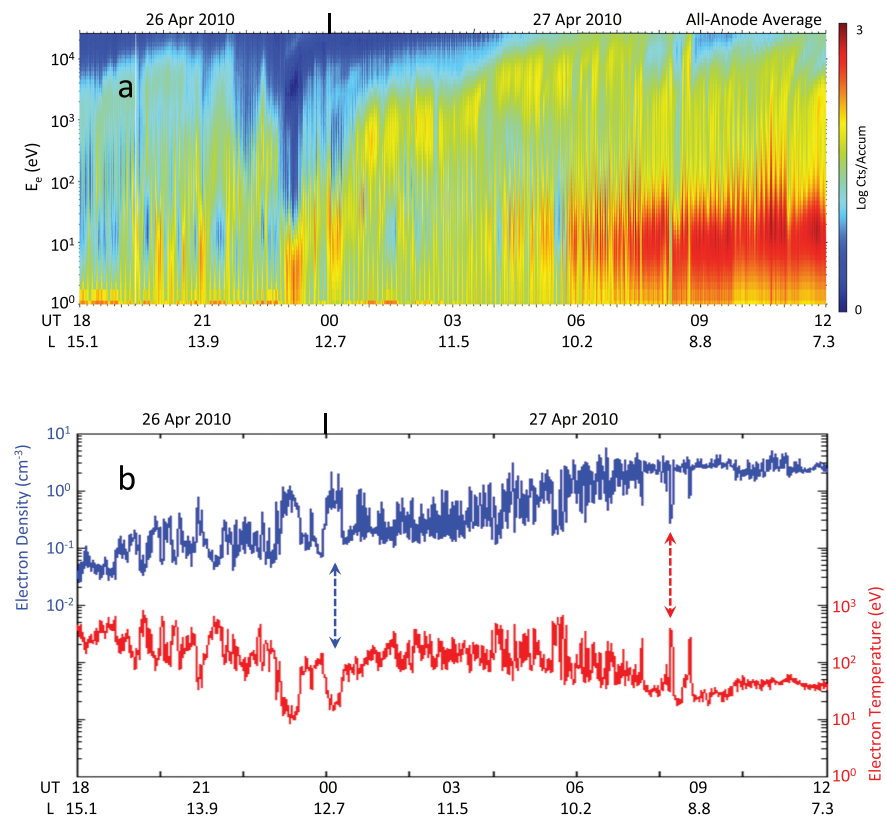 26 Apr 2010 27 Apr 2010 All-Anode Average
a
E_e (eV)
10⁴
10³
10²
10¹
10⁰
3
Log Cts/Accum
0
UT 18 21 00 03 06 09 12
L 15.1 13.9 12.7 11.5 10.2 8.8 7.3
26 Apr 2010 27 Apr 2010
b
Electron Density (cm⁻³)
10¹
10⁰
10⁻¹
10⁻²
10³
10²
10¹
10⁰
Electron Temperature (eV)
UT 18 21 00 03 06 09 12
L 15.1 13.9 12.7 11.5 10.2 8.8 7.3